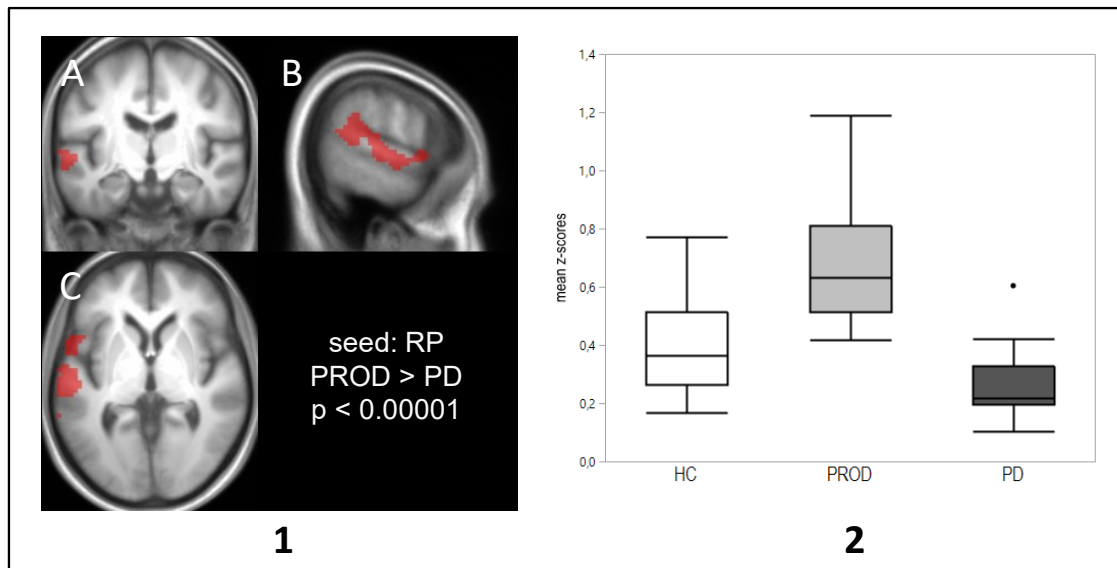 A
B
C
seed: RP
PROD > PD
p < 0.00001
1
1,4
1,2
1,0
0,8
0,6
0,4
0,2
0,0
mean z-scores
HC
PROD
PD
2